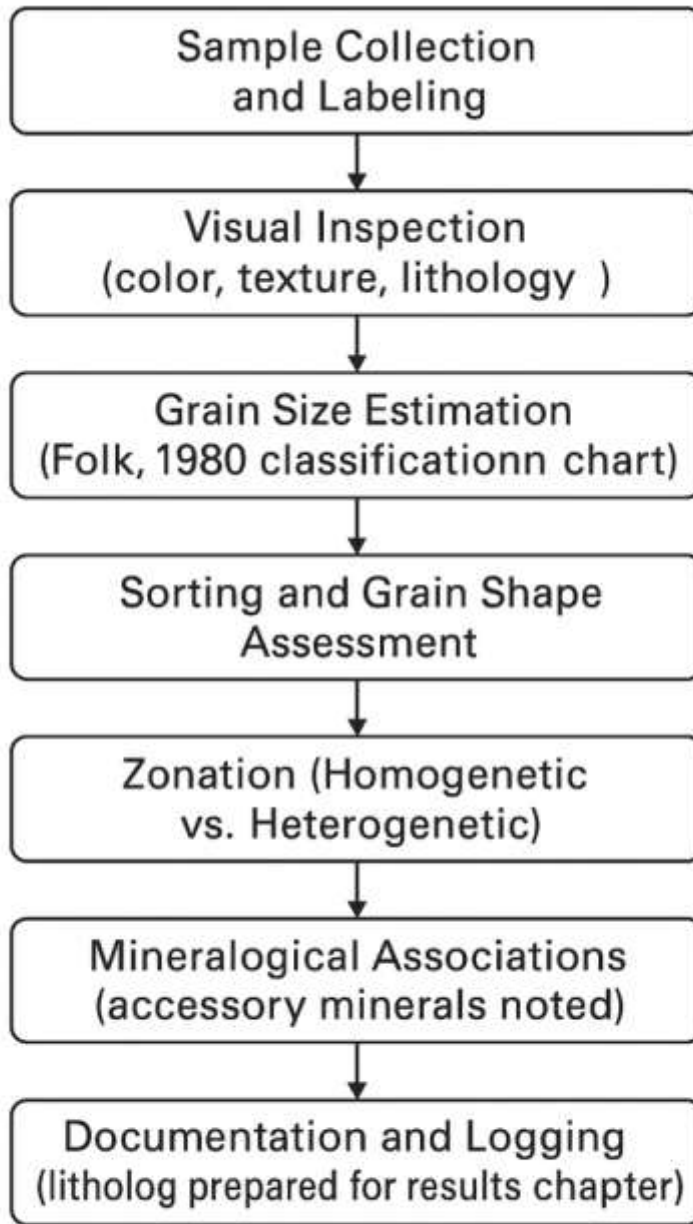 Sample Collection
and Labeling
Visual Inspection
(color, texture, lithology )
Grain Size Estimation
(Folk, 1980 classificationn chart)
Sorting and Grain Shape
Assessment
Zonation (Homogenetic
vs. Heterogenetic)
Mineralogical Associations
(accessory minerals noted)
Documentation and Logging
(litholog prepared for results chapter)